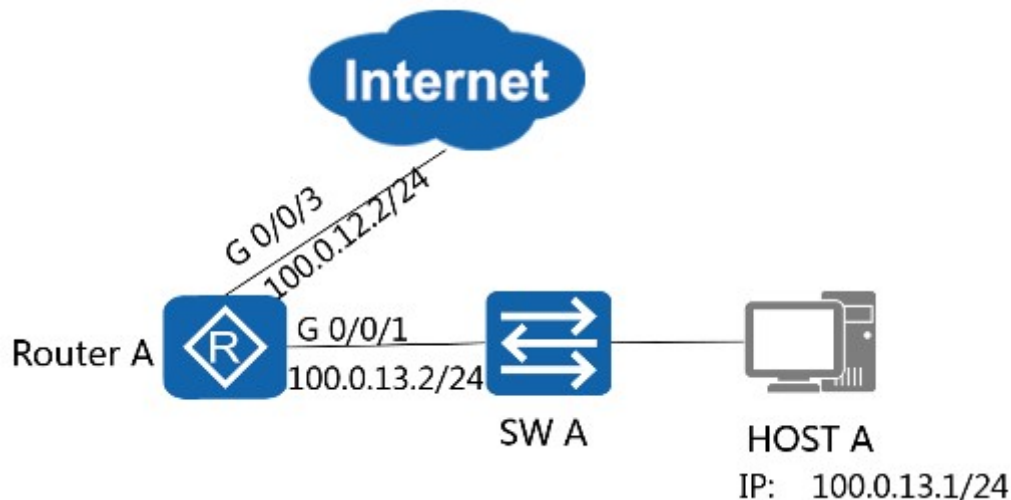 Internet
G 0/0/3
100.0.12.2/24
Router A
R
G 0/0/1
100.0.13.2/24
SW A
HOST A
IP: 100.0.13.1/24